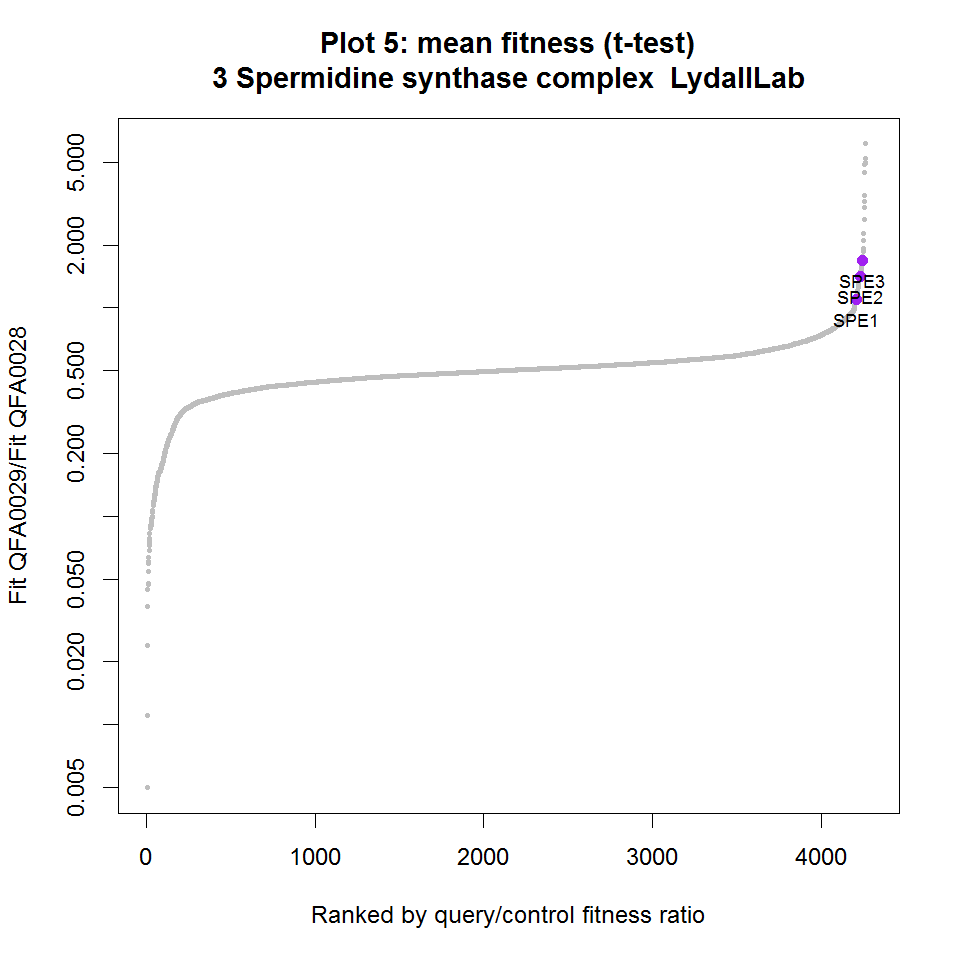 Plot 5: mean fitness (t-test)
3 Spermidine synthase complex  LydallLab
Fit QFA0029/Fit QFA0028
5.000
2.000
0.500
0.200
0.050
0.020
0.005
SPE3
SPE2
SPE1
0
1000
2000
3000
4000
Ranked by query/control fitness ratio